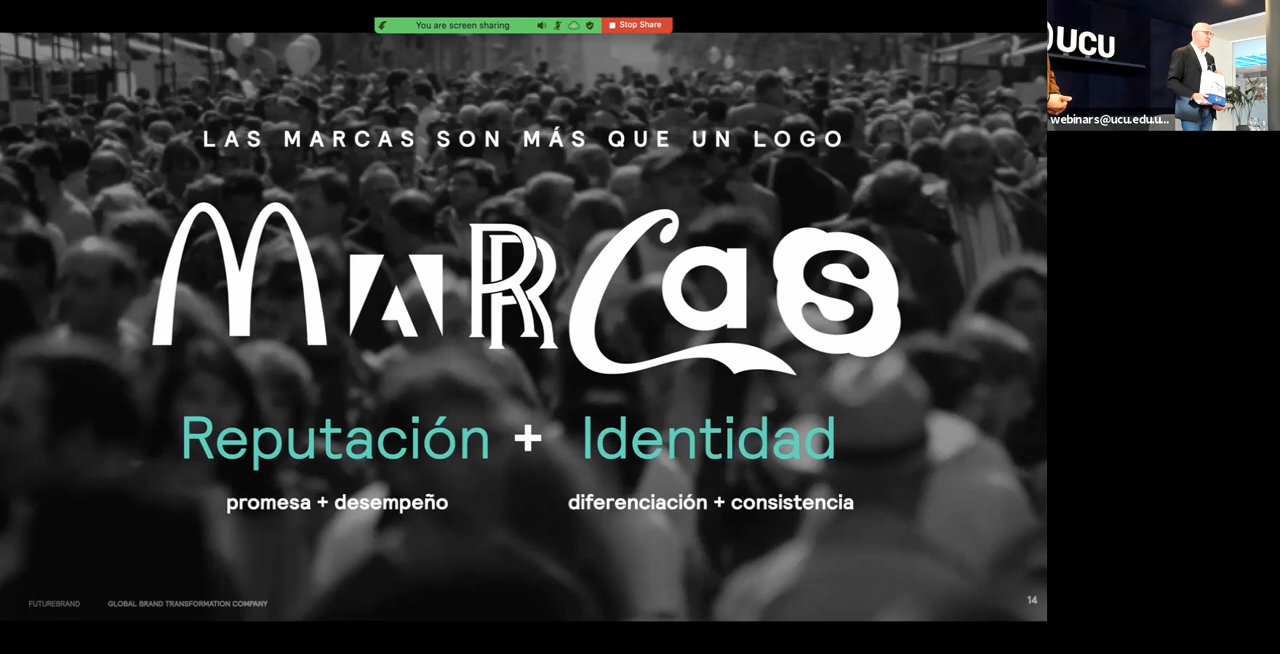 You are screen sharing
Stop Share
UCU
webinars@ucu.edu.u...
LAS MARCAS SON MÁS QUE UN LOGO
MARCas
Reputación + Identidad
promesa + desempeño
diferenciación + consistencia
FUTUREBRAND
GLOBAL BRAND TRANSFORMATION COMPANY
14